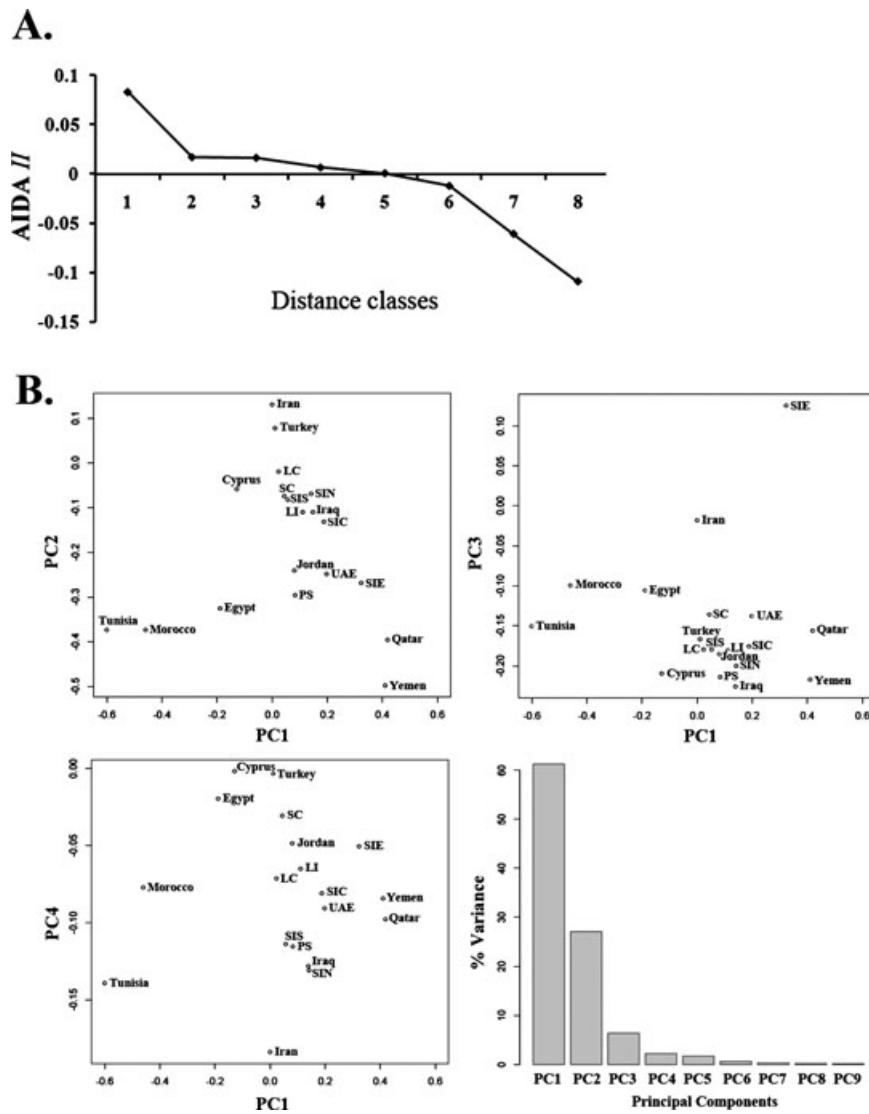 A.
0.1
0.05
0
-0.05
-0.1
-0.15
AIDA II
1 2 3 4 5 6 7 8
Distance classes
B.
Iran
Turkey
LC
Cyprus
SC
SIS
SIN
LI
Iraq
SIC
Jordan
UAE
SIE
PS
Egypt
Tunisia
Morocco
Qatar
Yemen
0.1
0.0
-0.1
-0.2
-0.3
-0.4
-0.5
PC2
-0.6 -0.4 -0.2 0.0 0.2 0.4 0.6
PC1
SIE
Iran
Morocco
Egypt
SC
UAE
Tunisia
Turkey
Qatar
SIS
LC
LI
SIC
Jordan
SIN
Cyprus
PS
Iraq
Yemen
0.10
0.05
0.00
-0.05
-0.10
-0.15
-0.20
PC3
-0.6 -0.4 -0.2 0.0 0.2 0.4 0.6
PC1
Cyprus
Turkey
Egypt
SC
Jordan
SIE
LI
LC
Morocco
SIC
Yemen
UAE
Qatar
SIS
PS
Iraq
SIN
Tunisia
Iran
0.00
-0.05
-0.10
-0.15
PC4
-0.6 -0.4 -0.2 0.0 0.2 0.4 0.6
PC1
60
50
40
30
20
10
0
% Variance
PC1 PC2 PC3 PC4 PC5 PC6 PC7 PC8 PC9
Principal Components